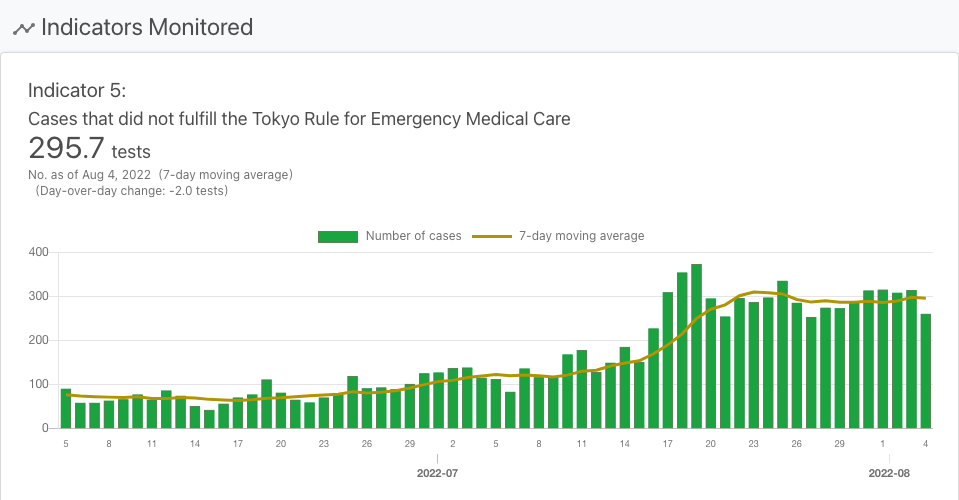 Indicators Monitored
Indicator 5:
Cases that did not fulfill the Tokyo Rule for Emergency Medical Care
295.7 tests
No. as of Aug 4, 2022 (7-day moving average)
(Day-over-day change: -2.0 tests)
Number of cases 7-day moving average
400
300
200
100
0
5 8 11 14 17 20 23 26 29 2 5 8 11 14 17 20 23 26 29 1 4
2022-07 2022-08